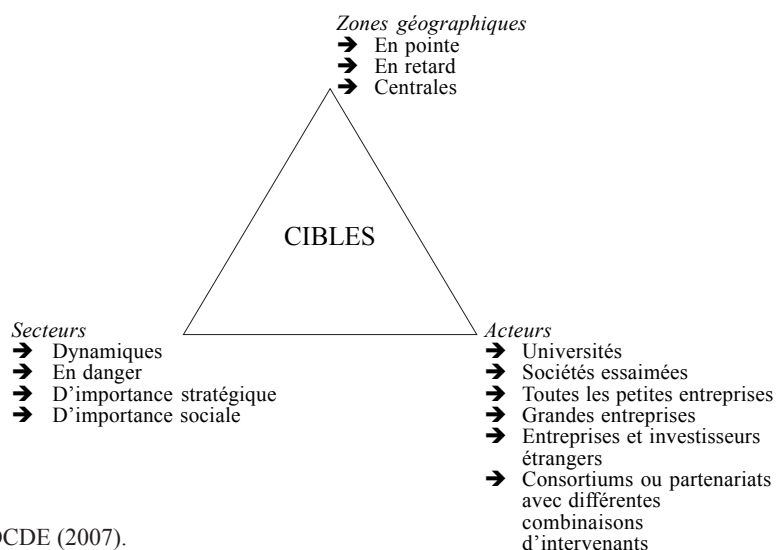 Zones géographiques
➔ En pointe
➔ En retard
➔ Centrales
CIBLES
Secteurs
➔ Dynamiques
➔ En danger
➔ D'importance stratégique
➔ D'importance sociale
Acteurs
➔ Universités
➔ Sociétés essaimées
➔ Toutes les petites entreprises
➔ Grandes entreprises
➔ Entreprises et investisseurs
étrangers
➔ Consortiums ou partenariats
avec différentes
combinaisons
d'intervenants
OCDE (2007).